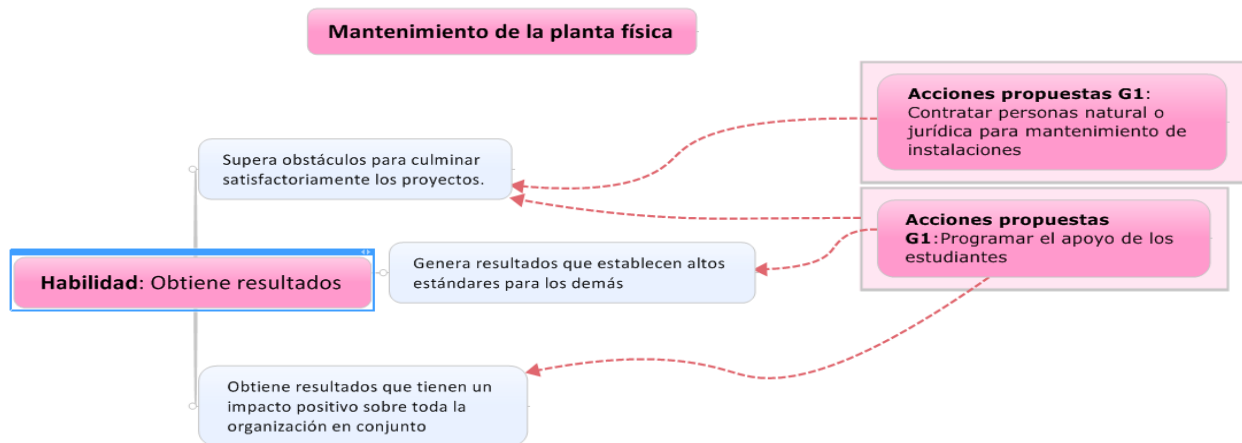 Mantenimiento de la planta física
Acciones propuestas G1:
Contratar personas natural o
jurídica para mantenimiento de
instalaciones
Supera obstáculos para culminar
satisfactoriamente los proyectos.
Acciones propuestas
G1:Programar el apoyo de los
estudiantes
Genera resultados que establecen altos
estándares para los demás
Habilidad: Obtiene resultados
Obtiene resultados que tienen un
impacto positivo sobre toda la
organización en conjunto